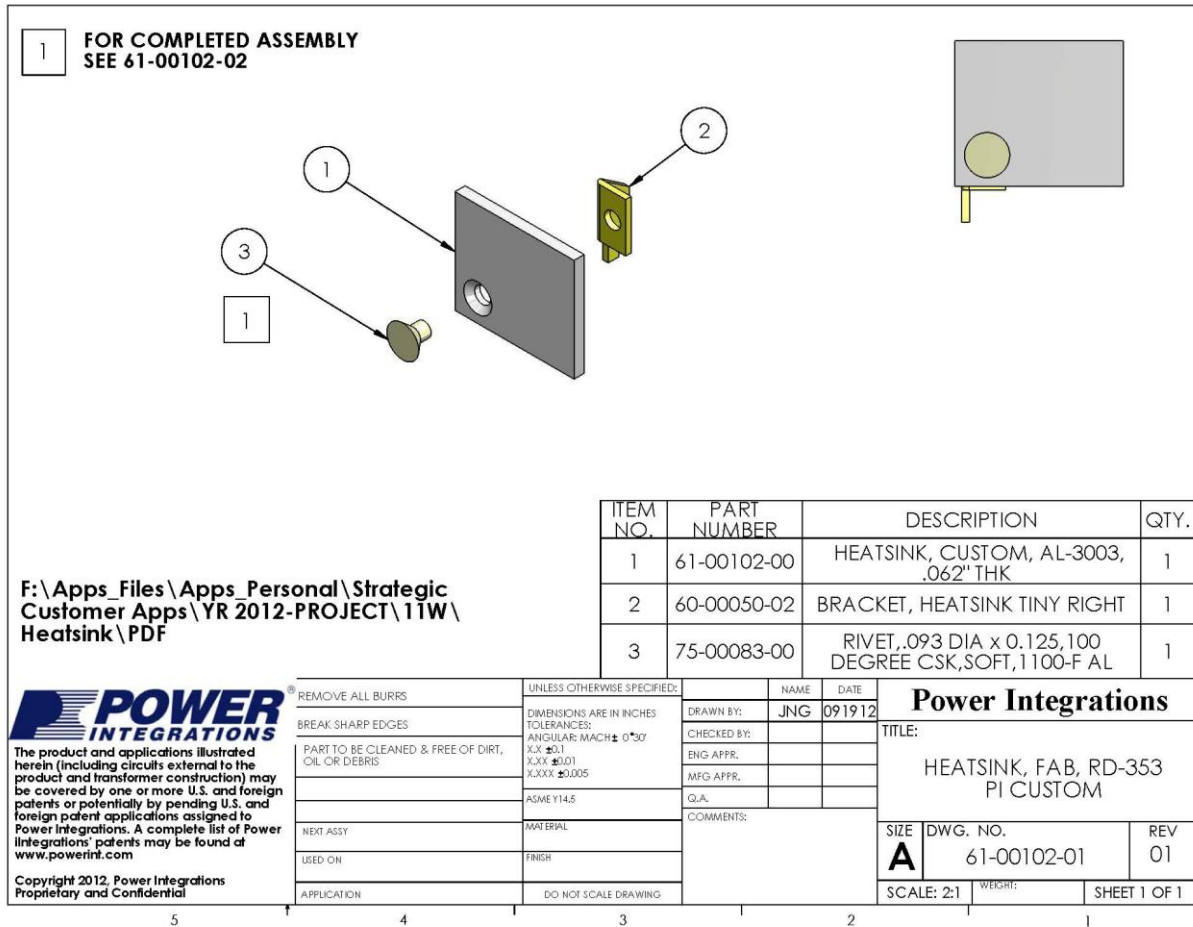 1
FOR COMPLETED ASSEMBLY
SEE 61-00102-02
1
2
3
1
ITEM NO.
PART NUMBER
DESCRIPTION
QTY.
1
61-00102-00
HEATSINK, CUSTOM, AL-3003,
.062" THK
1
2
60-00050-02
BRACKET, HEATSINK TINY RIGHT
1
3
75-00083-00
RIVET,.093 DIA x 0.125,100
DEGREE CSK,SOFT,1100-F AL
1
F:\Apps_Files\Apps_Personal\Strategic
Customer Apps\YR 2012-PROJECT\11W\
Heatsink\PDF
POWER
INTEGRATIONS
®
The product and applications illustrated
herein (including circuits external to the
product and transformer construction) may
be covered by one or more U.S. and foreign
patents or potentially by pending U.S. and
foreign patent applications assigned to
Power Integrations. A complete list of Power
IIntegrations' patents may be found at
www.powerint.com
Copyright 2012, Power Integrations
Proprietary and Confidential
REMOVE ALL BURRS
BREAK SHARP EDGES
PART TO BE CLEANED & FREE OF DIRT,
OIL OR DEBRIS
NEXT ASSY
USED ON
APPLICATION
UNLESS OTHERWISE SPECIFIED:
DIMENSIONS ARE IN INCHES
TOLERANCES:
ANGULAR: MACH± 0°30'
X.X ±0.1
X.XX ±0.01
X.XXX ±0.005
ASME Y14.5
MATERIAL
FINISH
DO NOT SCALE DRAWING
NAME
DATE
DRAWN BY:
JNG
091912
CHECKED BY:
ENG APPR.
MFG APPR.
Q.A.
COMMENTS:
Power Integrations
TITLE:
HEATSINK, FAB, RD-353
PI CUSTOM
SIZE
A
DWG. NO.
61-00102-01
REV
01
SCALE: 2:1
WEIGHT:
SHEET 1 OF 1
5
4
3
2
1